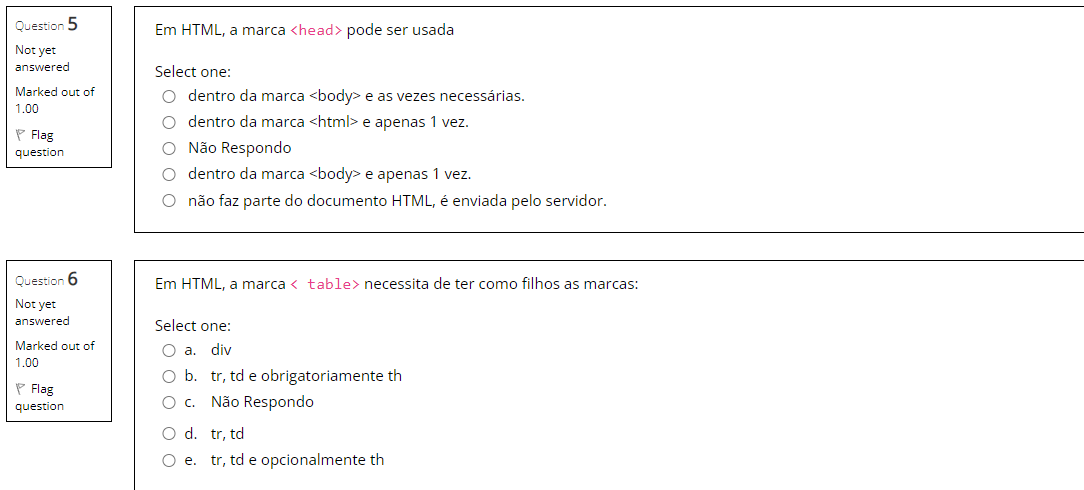 Question 5
Not yet
answered
Marked out of
1.00
Flag
question
Em HTML, a marca <head> pode ser usada
Select one:
dentro da marca <body> e as vezes necessárias.
dentro da marca <html> e apenas 1 vez.
Não Respondo
dentro da marca <body> e apenas 1 vez.
não faz parte do documento HTML, é enviada pelo servidor.
Question 6
Not yet
answered
Marked out of
1.00
Flag
question
Em HTML, a marca < table> necessita de ter como filhos as marcas:
Select one:
a. div
b. tr, td e obrigatoriamente th
c. Não Respondo
d. tr, td
e. tr, td e opcionalmente th